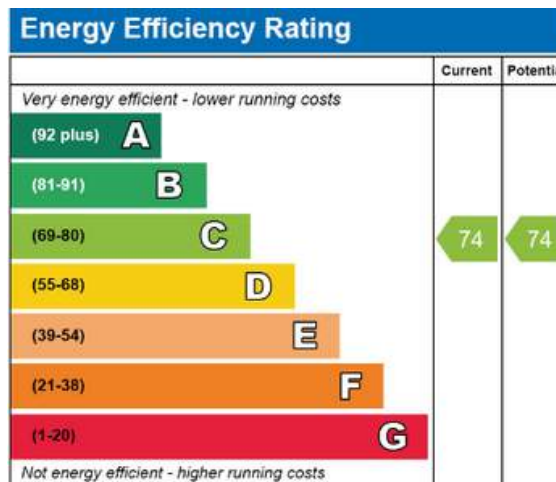 Energy Efficiency Rating
Current Potentia
Very energy efficient - lower running costs
(92 plus) A
(81-91) B
(69-80) C 74 74
(55-68) D
(39-54) E
(21-38) F
(1-20) G
Not energy efficient - higher running costs